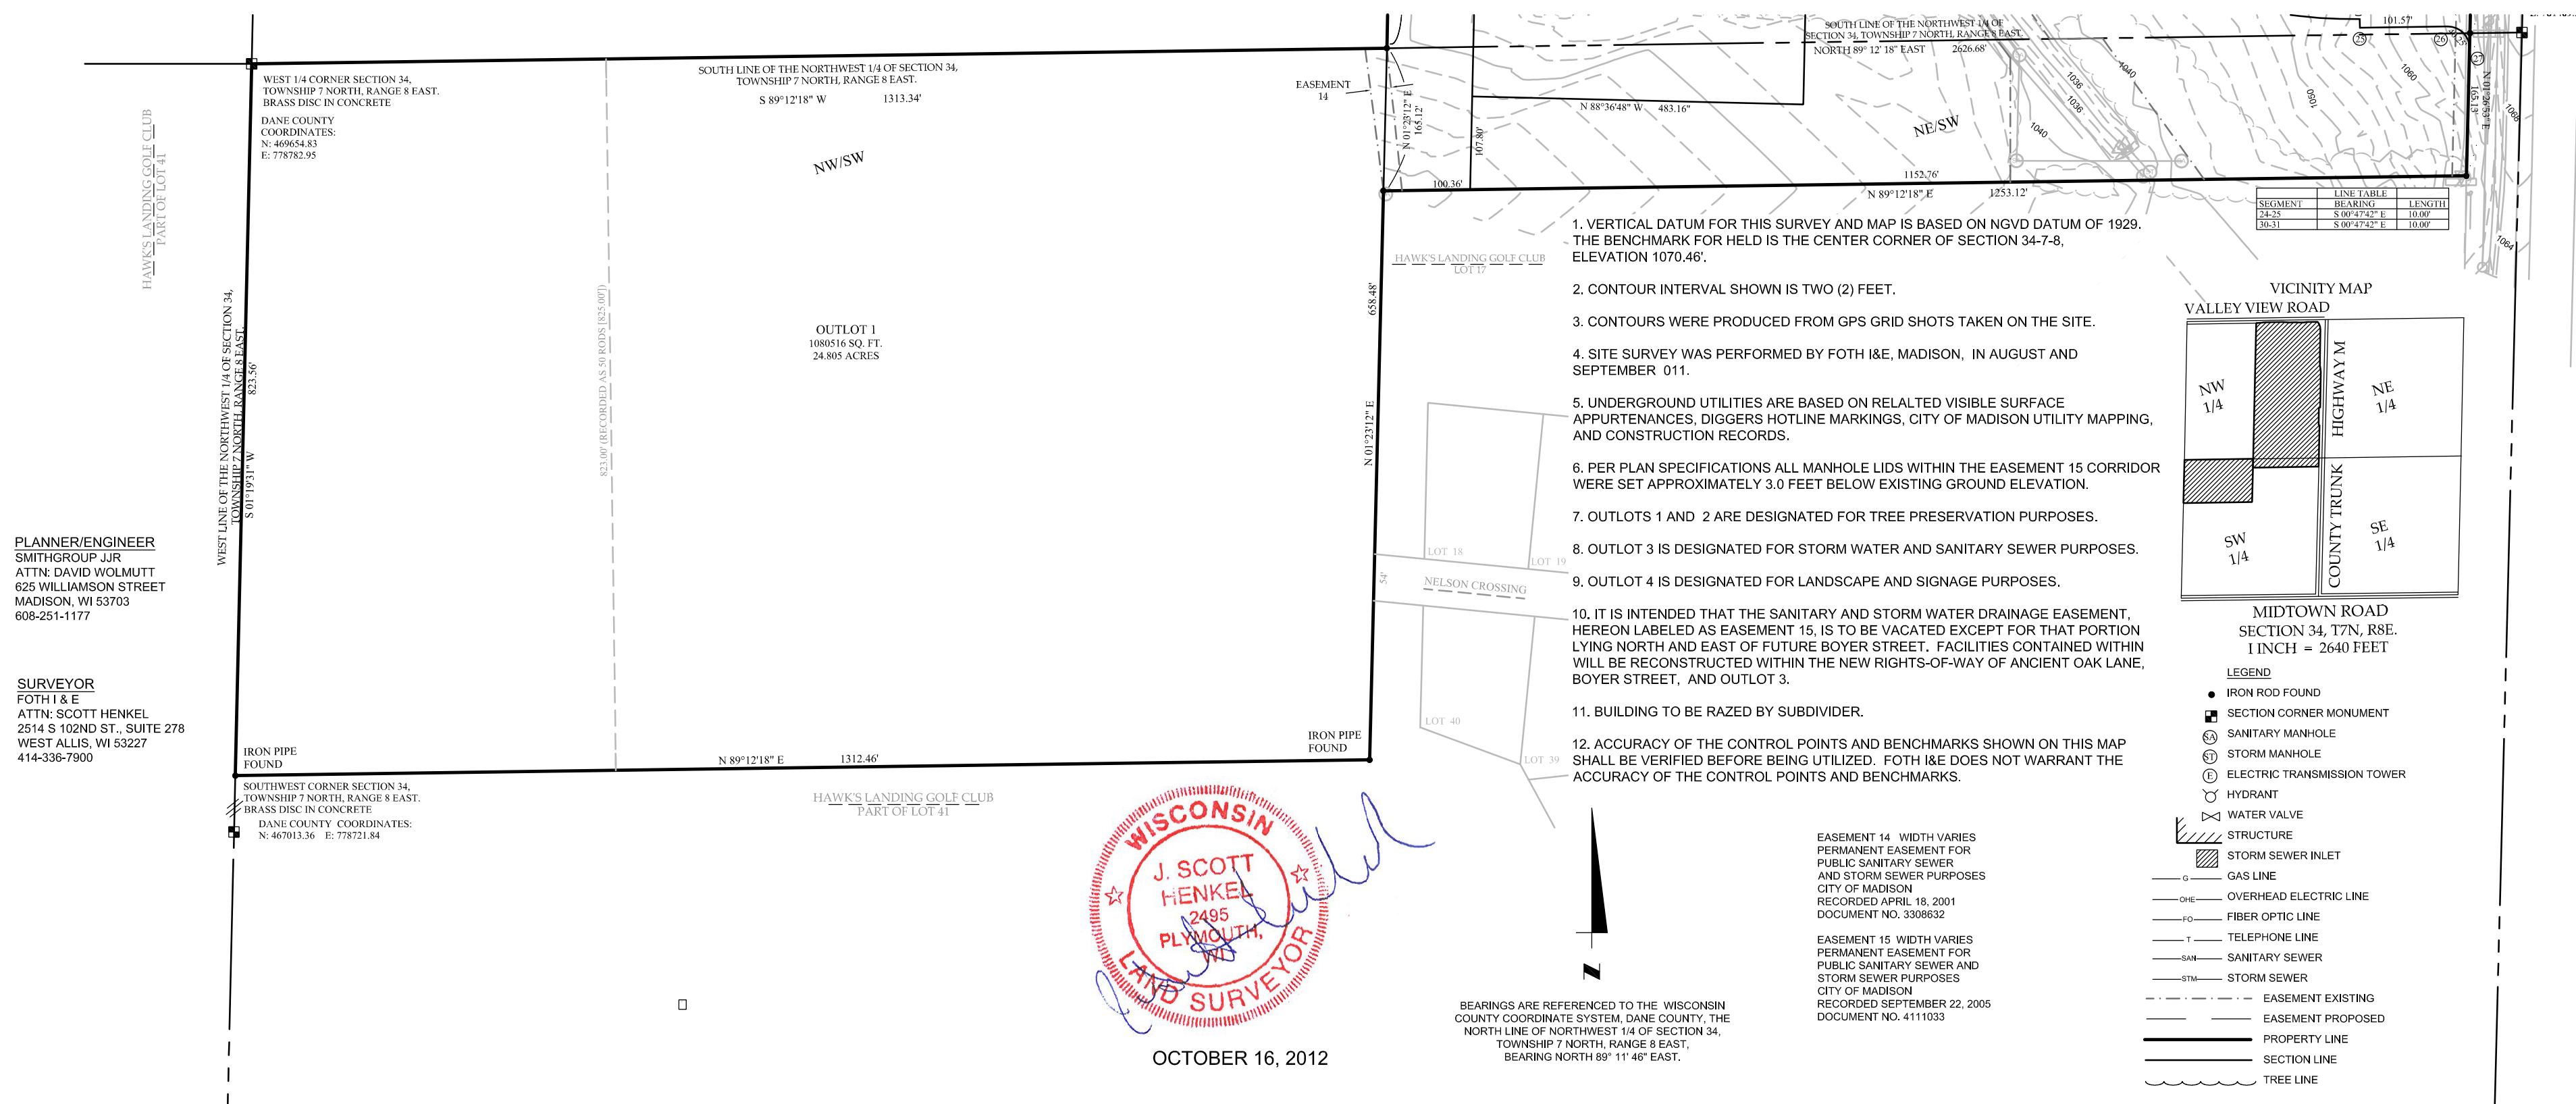 WEST 1/4 CORNER SECTION 34,
TOWNSHIP 7 NORTH, RANGE 8 EAST.
BRASS DISC IN CONCRETE
DANE COUNTY
COORDINATES:
N: 469654.83
E: 778782.95
HAWK'S LANDING GOLF CLUB
PART OF LOT 41
SOUTH LINE OF THE NORTHWEST 1/4 OF SECTION 34,
TOWNSHIP 7 NORTH, RANGE 8 EAST.
S 89°12'18" W 1313.34'
NW/SW
EASEMENT
14
N 01°23'12" E
165.12'
SOUTH LINE OF THE NORTHWEST 1/4 OF
SECTION 34, TOWNSHIP 7 NORTH, RANGE 8 EAST.
NORTH 89° 12' 18" EAST 2626.68'
N 88°36'48" W 483.16"
107.80'
NE/SW
1036
1036
1040
1040
1050
1060
1068
1064
101.57'
25
26
27
N 01°26'53" E
165.13'
100.36'
1152.76'
N 89°12'18" E 1253.12'
LINE TABLE
SEGMENT BEARING LENGTH
24-25 S 00°47'42" E 10.00'
30-31 S 00°47'42" E 10.00'
WEST LINE OF THE NORTHWEST 1/4 OF SECTION 34,
TOWNSHIP 7 NORTH, RANGE 8 EAST.
S 01°19'31" W 823.56'
823.00' (RECORDED AS 50 RODS [825.00'])
OUTLOT 1
1080516 SQ. FT.
24.805 ACRES
658.48'
N 01°23'12" E
HAWK'S LANDING GOLF CLUB
LOT 17
LOT 18
LOT 19
54'
NELSON CROSSING
LOT 40
LOT 39
PLANNER/ENGINEER
SMITHGROUP JJR
ATTN: DAVID WOLMUTT
625 WILLIAMSON STREET
MADISON, WI 53703
608-251-1177
SURVEYOR
FOTH I & E
ATTN: SCOTT HENKEL
2514 S 102ND ST., SUITE 278
WEST ALLIS, WI 53227
414-336-7900
IRON PIPE
FOUND
N 89°12'18" E 1312.46'
IRON PIPE
FOUND
SOUTHWEST CORNER SECTION 34,
TOWNSHIP 7 NORTH, RANGE 8 EAST.
BRASS DISC IN CONCRETE
DANE COUNTY COORDINATES:
N: 467013.36 E: 778721.84
HAWK'S LANDING GOLF CLUB
PART OF LOT 41
WISCONSIN
J. SCOTT
HENKEL
2495
PLYMOUTH,
WI
LAND SURVEYOR
OCTOBER 16, 2012
1. VERTICAL DATUM FOR THIS SURVEY AND MAP IS BASED ON NGVD DATUM OF 1929.
THE BENCHMARK FOR HELD IS THE CENTER CORNER OF SECTION 34-7-8,
ELEVATION 1070.46'.
2. CONTOUR INTERVAL SHOWN IS TWO (2) FEET.
3. CONTOURS WERE PRODUCED FROM GPS GRID SHOTS TAKEN ON THE SITE.
4. SITE SURVEY WAS PERFORMED BY FOTH I&E, MADISON, IN AUGUST AND
SEPTEMBER 011.
5. UNDERGROUND UTILITIES ARE BASED ON RELALTED VISIBLE SURFACE
APPURTENANCES, DIGGERS HOTLINE MARKINGS, CITY OF MADISON UTILITY MAPPING,
AND CONSTRUCTION RECORDS.
6. PER PLAN SPECIFICATIONS ALL MANHOLE LIDS WITHIN THE EASEMENT 15 CORRIDOR
WERE SET APPROXIMATELY 3.0 FEET BELOW EXISTING GROUND ELEVATION.
7. OUTLOTS 1 AND 2 ARE DESIGNATED FOR TREE PRESERVATION PURPOSES.
8. OUTLOT 3 IS DESIGNATED FOR STORM WATER AND SANITARY SEWER PURPOSES.
9. OUTLOT 4 IS DESIGNATED FOR LANDSCAPE AND SIGNAGE PURPOSES.
10. IT IS INTENDED THAT THE SANITARY AND STORM WATER DRAINAGE EASEMENT,
HEREON LABELED AS EASEMENT 15, IS TO BE VACATED EXCEPT FOR THAT PORTION
LYING NORTH AND EAST OF FUTURE BOYER STREET. FACILITIES CONTAINED WITHIN
WILL BE RECONSTRUCTED WITHIN THE NEW RIGHTS-OF-WAY OF ANCIENT OAK LANE,
BOYER STREET, AND OUTLOT 3.
11. BUILDING TO BE RAZED BY SUBDIVIDER.
12. ACCURACY OF THE CONTROL POINTS AND BENCHMARKS SHOWN ON THIS MAP
SHALL BE VERIFIED BEFORE BEING UTILIZED. FOTH I&E DOES NOT WARRANT THE
ACCURACY OF THE CONTROL POINTS AND BENCHMARKS.
N
BEARINGS ARE REFERENCED TO THE WISCONSIN
COUNTY COORDINATE SYSTEM, DANE COUNTY, THE
NORTH LINE OF NORTHWEST 1/4 OF SECTION 34,
TOWNSHIP 7 NORTH, RANGE 8 EAST,
BEARING NORTH 89° 11' 46" EAST.
EASEMENT 14 WIDTH VARIES
PERMANENT EASEMENT FOR
PUBLIC SANITARY SEWER
AND STORM SEWER PURPOSES
CITY OF MADISON
RECORDED APRIL 18, 2001
DOCUMENT NO. 3308632
EASEMENT 15 WIDTH VARIES
PERMANENT EASEMENT FOR
PUBLIC SANITARY SEWER AND
STORM SEWER PURPOSES
CITY OF MADISON
RECORDED SEPTEMBER 22, 2005
DOCUMENT NO. 4111033
VICINITY MAP
VALLEY VIEW ROAD
NW
1/4
NE
1/4
SW
1/4
SE
1/4
COUNTY TRUNK HIGHWAY M
MIDTOWN ROAD
SECTION 34, T7N, R8E.
1 INCH = 2640 FEET
LEGEND
IRON ROD FOUND
SECTION CORNER MONUMENT
SA SANITARY MANHOLE
ST STORM MANHOLE
E ELECTRIC TRANSMISSION TOWER
HYDRANT
WATER VALVE
STRUCTURE
STORM SEWER INLET
G GAS LINE
OHE OVERHEAD ELECTRIC LINE
FO FIBER OPTIC LINE
T TELEPHONE LINE
SAN SANITARY SEWER
STM STORM SEWER
EASEMENT EXISTING
EASEMENT PROPOSED
PROPERTY LINE
SECTION LINE
TREE LINE